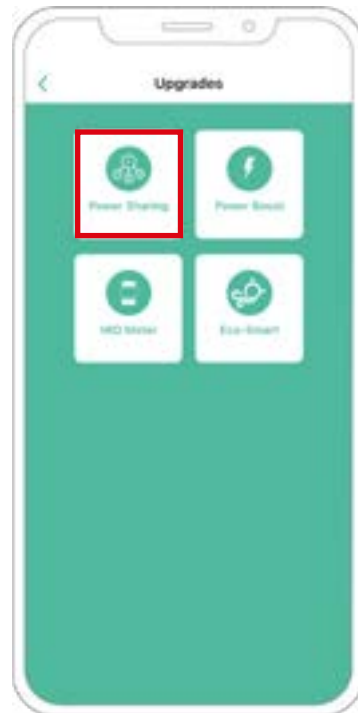 Upgrades
Power Sharing
Power Boost
MID Meter
Eco-Smart